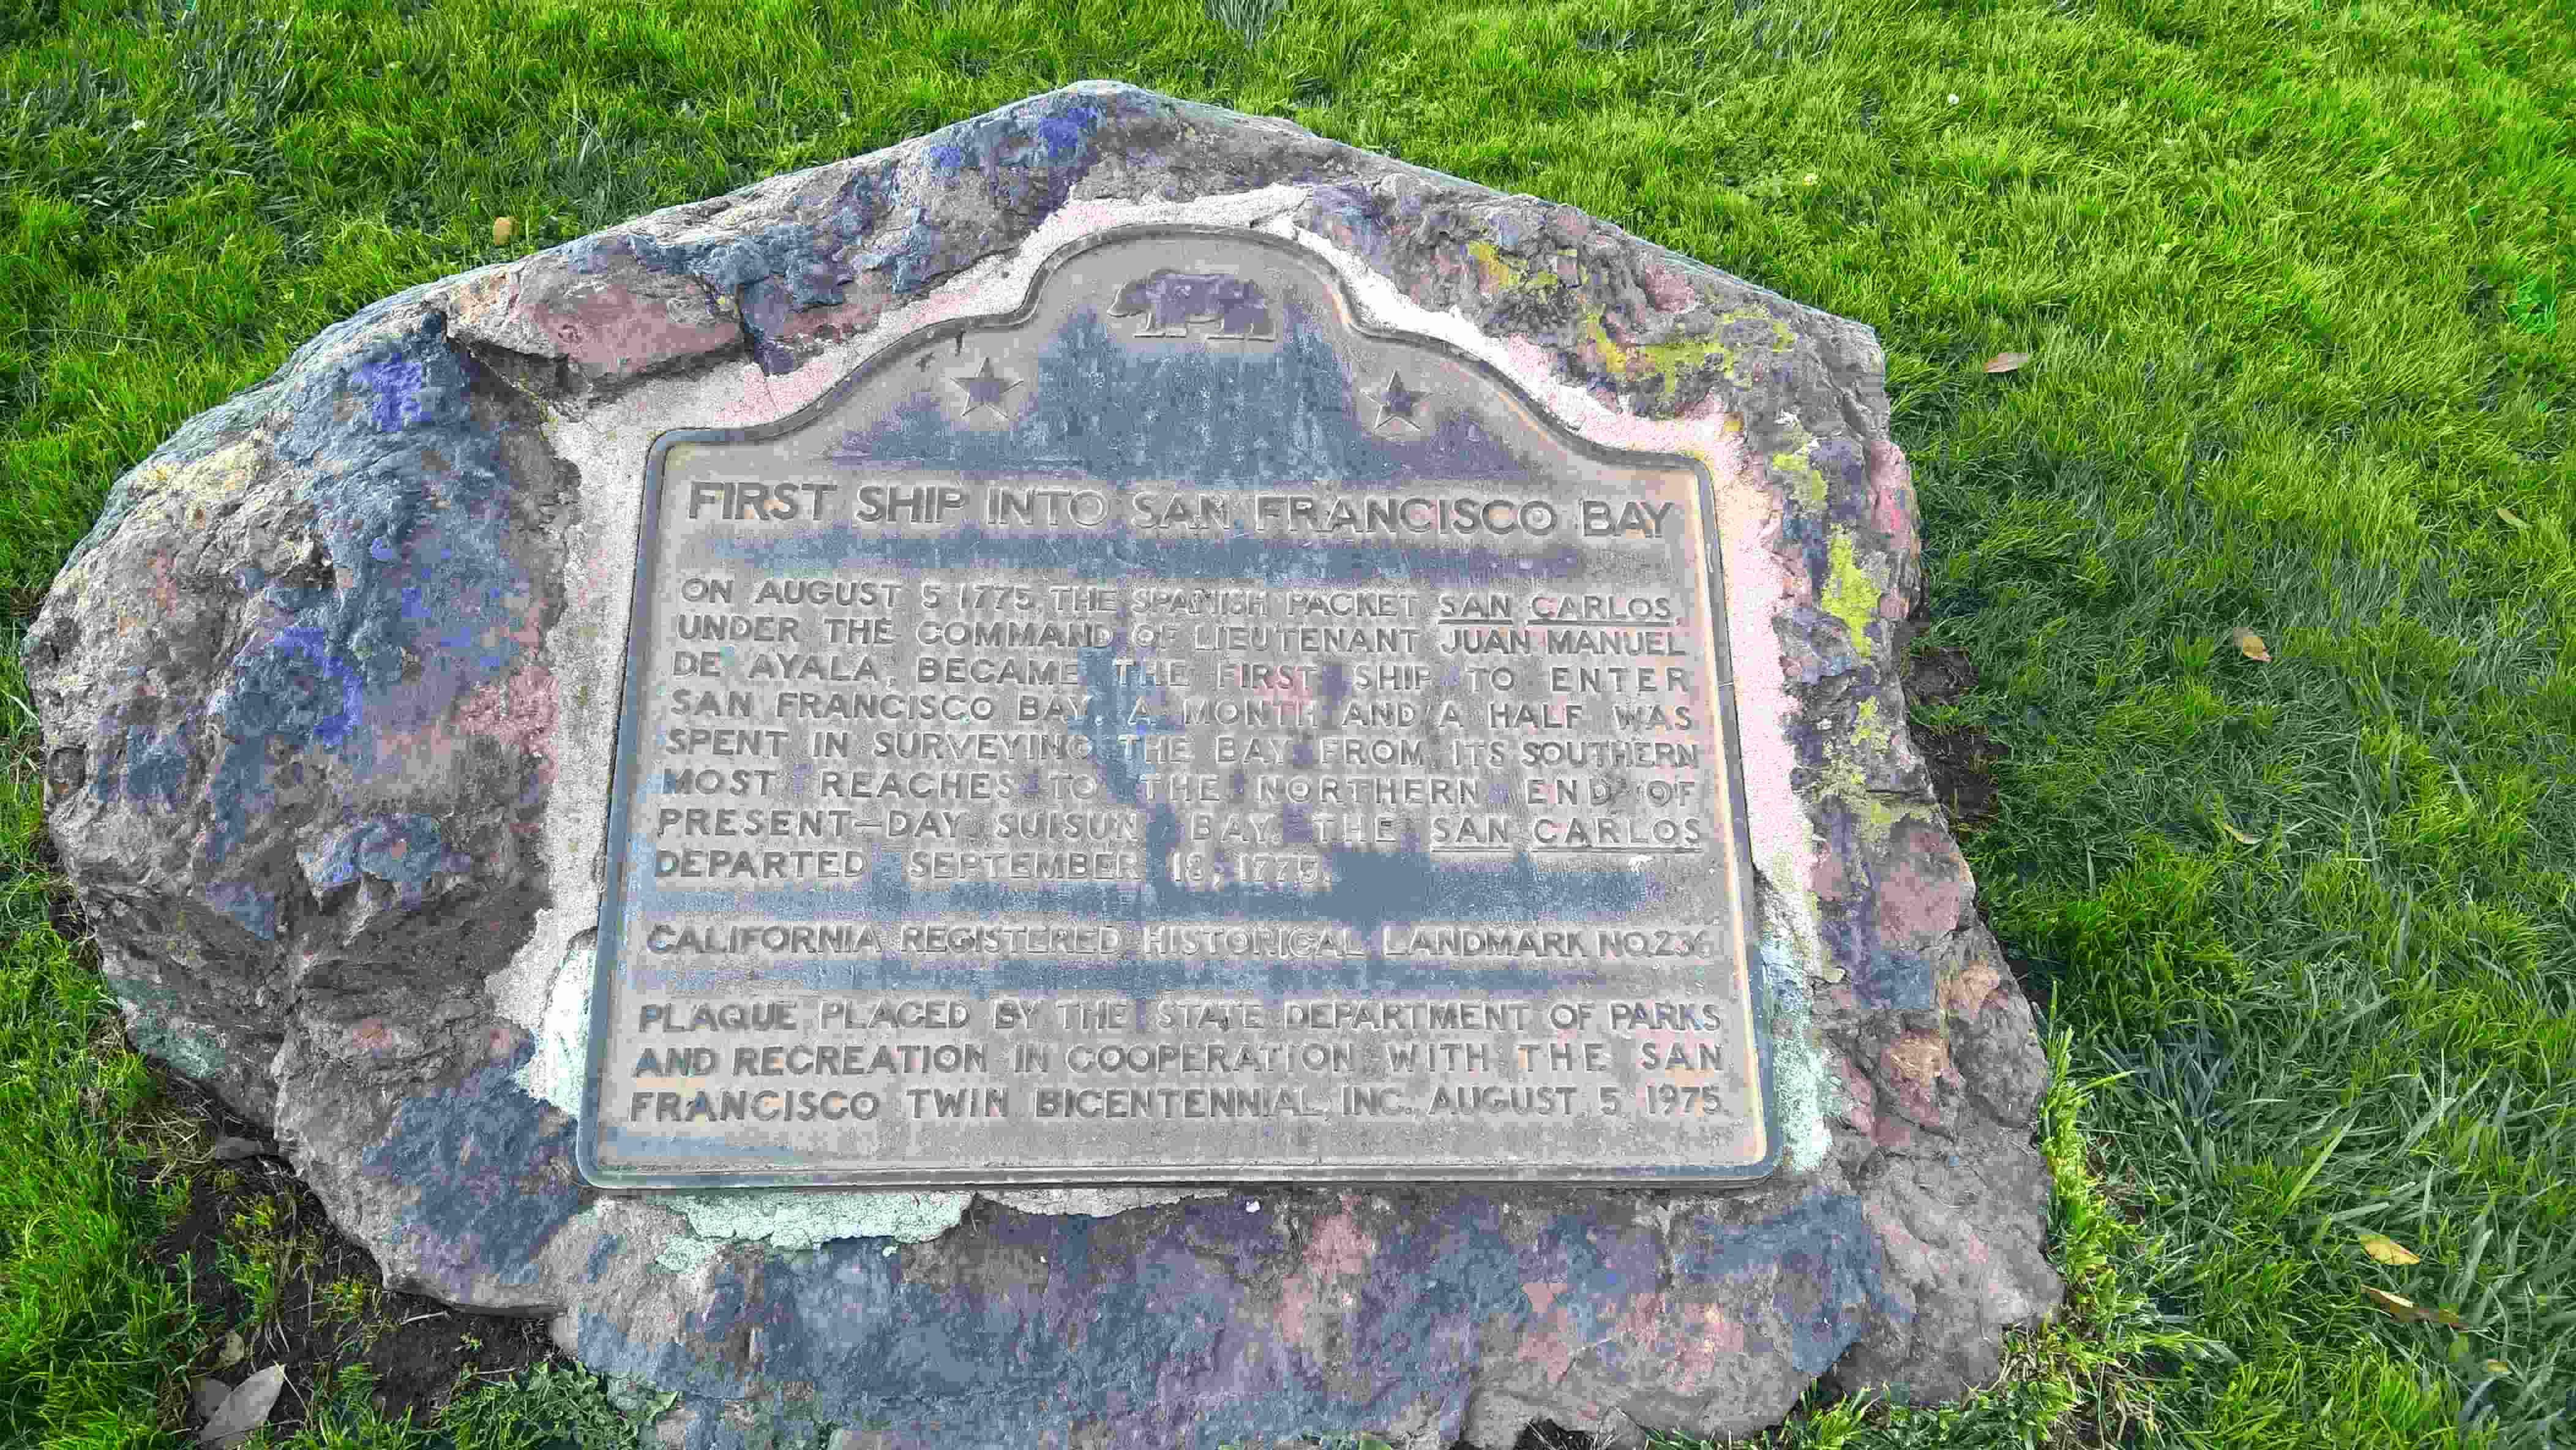 FIRST SHIP INTO SAN FRANCISCO BAY
ON AUGUST 5 1775, THE SPANISH PACKET SAN CARLOS,
UNDER THE COMMAND OF LIEUTENANT JUAN MANUEL
DE AYALA, BECAME THE FIRST SHIP TO ENTER
SAN FRANCISCO BAY. A MONTH AND A HALF WAS
SPENT IN SURVEYING THE BAY FROM ITS SOUTHERN
MOST REACHES TO THE NORTHERN END OF
PRESENT-DAY SUISUN BAY. THE SAN CARLOS
DEPARTED SEPTEMBER 18, 1775.
CALIFORNIA REGISTERED HISTORICAL LANDMARK NO.236
PLAQUE PLACED BY THE STATE DEPARTMENT OF PARKS
AND RECREATION IN COOPERATION WITH THE SAN
FRANCISCO TWIN BICENTENNIAL, INC., AUGUST 5, 1975.